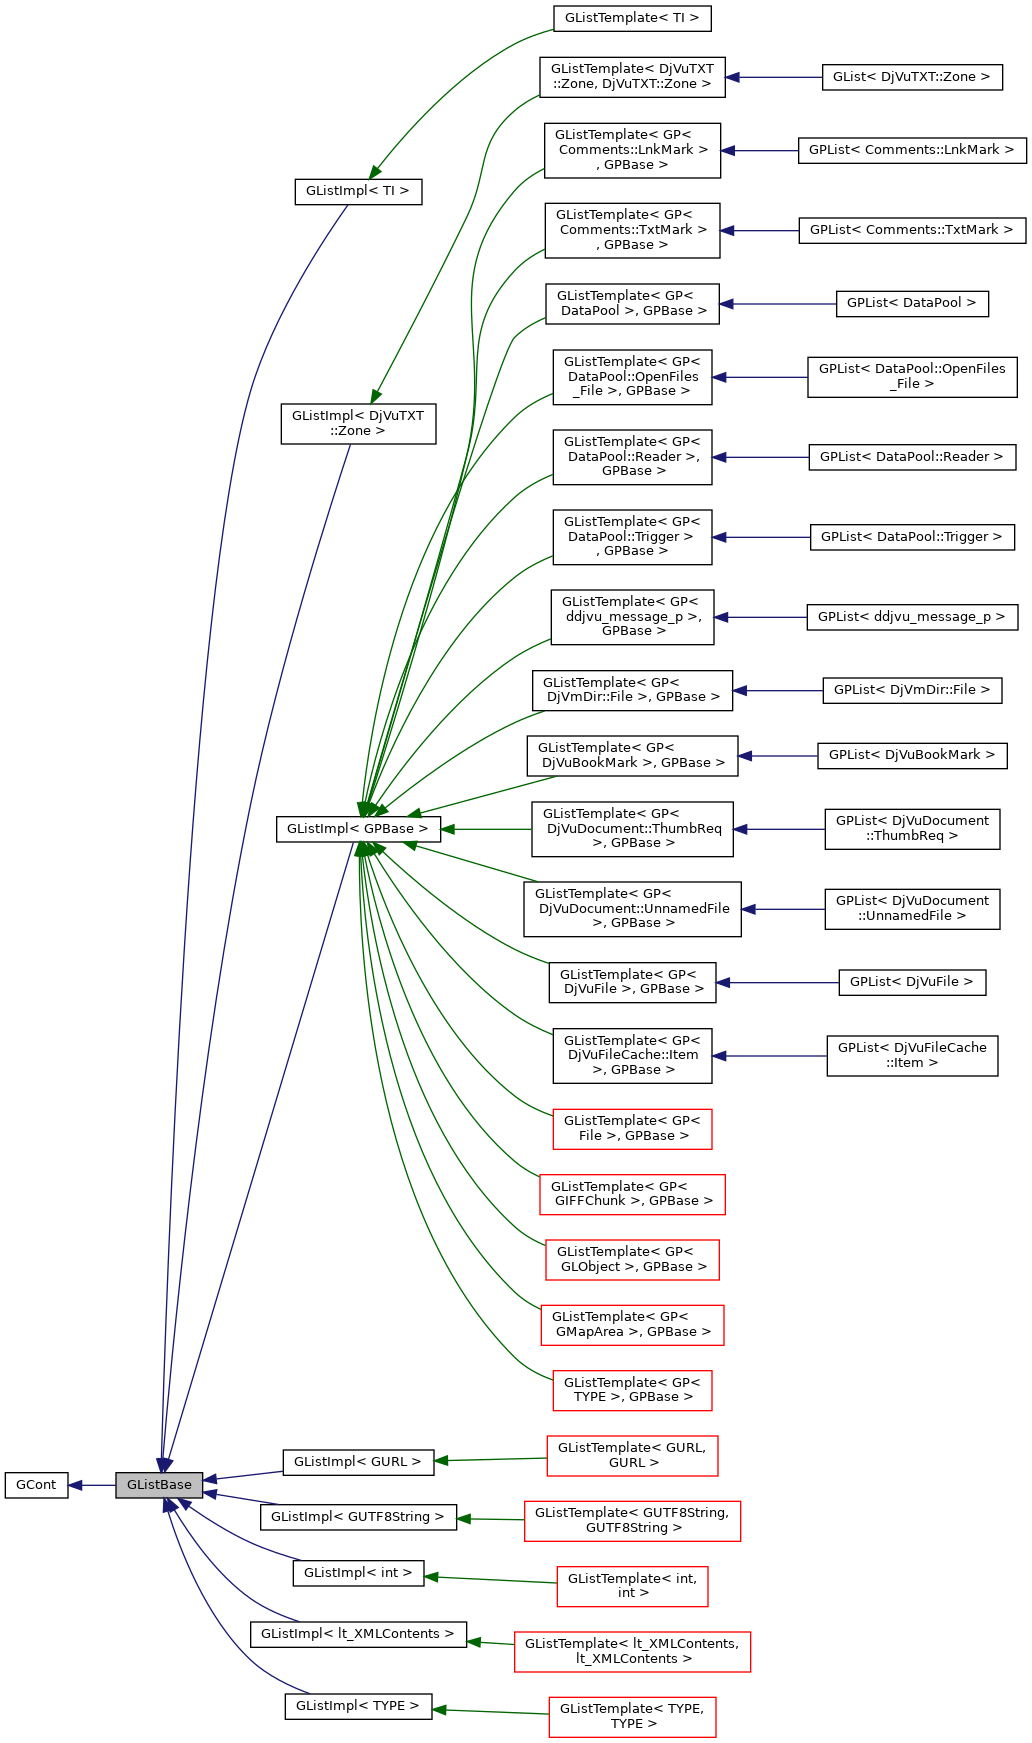 GListTemplate< TI >
GListTemplate< DjVuTXT
::Zone, DjVuTXT::Zone >
GList< DjVuTXT::Zone >
GListTemplate< GP<
Comments::LnkMark >
, GPBase >
GPList< Comments::LnkMark >
GListImpl< TI >
GListTemplate< GP<
Comments::TxtMark >
, GPBase >
GPList< Comments::TxtMark >
GListTemplate< GP<
DataPool >, GPBase >
GPList< DataPool >
GListTemplate< GP<
DataPool::OpenFiles
_File >, GPBase >
GPList< DataPool::OpenFiles
_File >
GListImpl< DjVuTXT
::Zone >
GListTemplate< GP<
DataPool::Reader >,
GPBase >
GPList< DataPool::Reader >
GListTemplate< GP<
DataPool::Trigger >
, GPBase >
GPList< DataPool::Trigger >
GListTemplate< GP<
ddjvu_message_p >,
GPBase >
GPList< ddjvu_message_p >
GListTemplate< GP<
DjVmDir::File >, GPBase >
GPList< DjVmDir::File >
GListTemplate< GP<
DjVuBookMark >, GPBase >
GPList< DjVuBookMark >
GListImpl< GPBase >
GListTemplate< GP<
DjVuDocument::ThumbReq
>, GPBase >
GPList< DjVuDocument
::ThumbReq >
GListTemplate< GP<
DjVuDocument::UnnamedFile
>, GPBase >
GPList< DjVuDocument
::UnnamedFile >
GListTemplate< GP<
DjVuFile >, GPBase >
GPList< DjVuFile >
GListTemplate< GP<
DjVuFileCache::Item
>, GPBase >
GPList< DjVuFileCache
::Item >
GListTemplate< GP<
File >, GPBase >
GListTemplate< GP<
GIFFChunk >, GPBase >
GListTemplate< GP<
GLObject >, GPBase >
GListTemplate< GP<
GMapArea >, GPBase >
GListTemplate< GP<
TYPE >, GPBase >
GCont
GListBase
GListImpl< GURL >
GListTemplate< GURL,
GURL >
GListImpl< GUTF8String >
GListTemplate< GUTF8String,
GUTF8String >
GListImpl< int >
GListTemplate< int,
int >
GListImpl< lt_XMLContents >
GListTemplate< lt_XMLContents,
lt_XMLContents >
GListImpl< TYPE >
GListTemplate< TYPE,
TYPE >